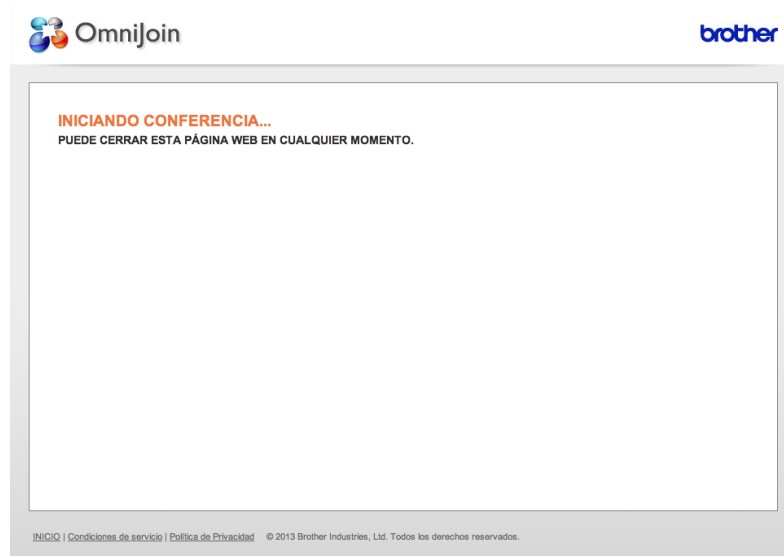 OmniJoin
brother
INICIANDO CONFERENCIA...
PUEDE CERRAR ESTA PÁGINA WEB EN CUALQUIER MOMENTO.
INICIO | Condiciones de servicio | Política de Privacidad © 2013 Brother Industries, Ltd. Todos los derechos reservados.